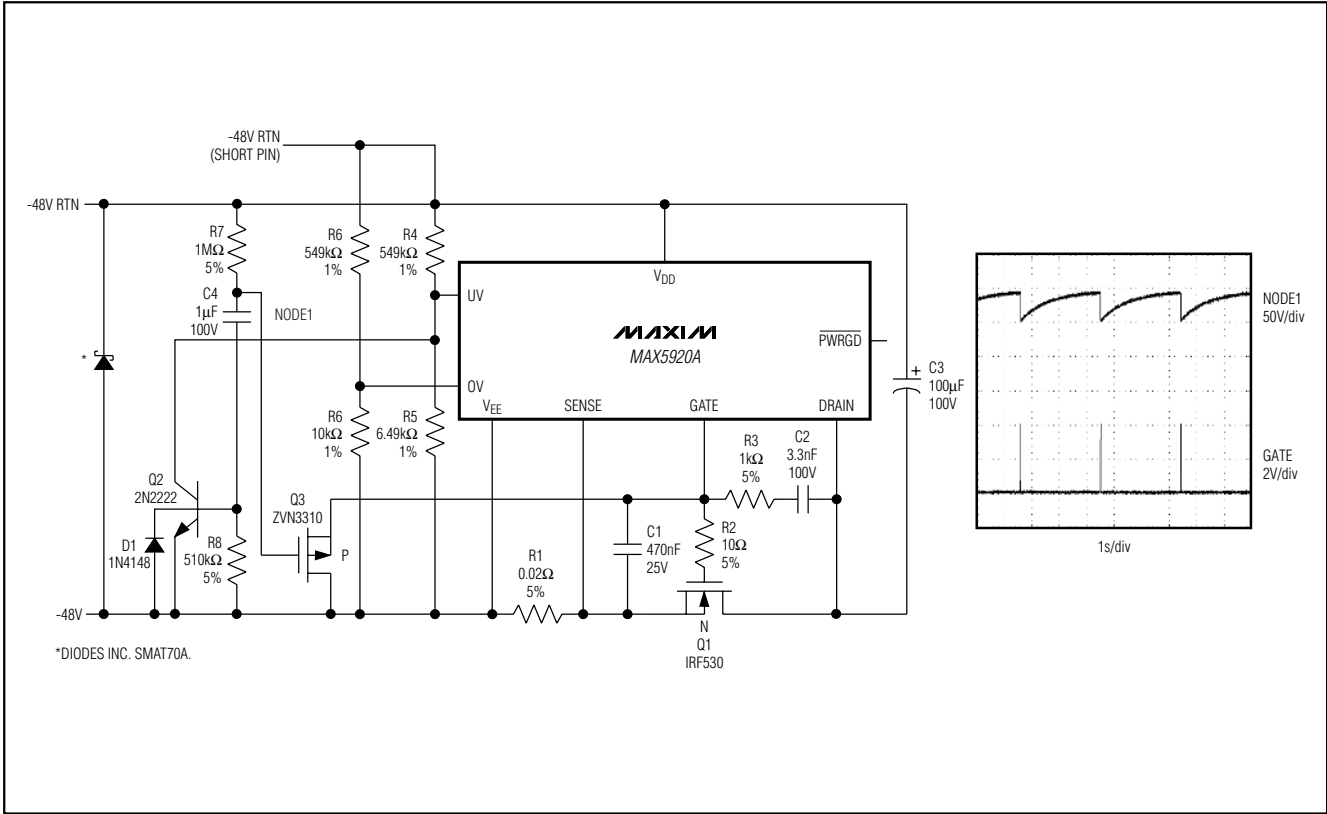 -48V RTN
(SHORT PIN)
-48V RTN
R7
1MΩ
5%
R6
549kΩ
1%
R4
549kΩ
1%
C4
1µF
100V
NODE1
*
UV
VDD
MAXIM
MAX5920A
PWRGD
OV
VEE
SENSE
GATE
DRAIN
+
C3
100µF
100V
R6
10kΩ
1%
R5
6.49kΩ
1%
Q2
2N2222
D1
1N4148
R8
510kΩ
5%
Q3
ZVN3310
P
R3
1kΩ
5%
C2
3.3nF
100V
C1
470nF
25V
R2
10Ω
5%
R1
0.02Ω
5%
-48V
N
Q1
IRF530
*DIODES INC. SMAT70A.
NODE1
50V/div
GATE
2V/div
1s/div